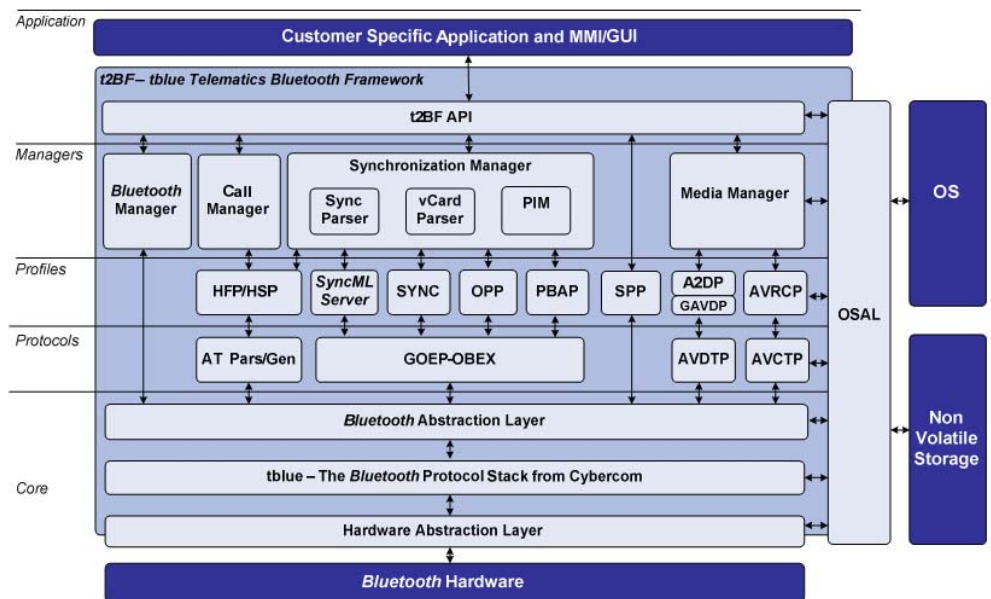 Application
Customer Specific Application and MMI/GUI
t2BF – tblue Telematics Bluetooth Framework
t2BF API
Managers
Bluetooth
Manager
Call
Manager
Synchronization Manager
Sync
Parser
vCard
Parser
PIM
Media Manager
OS
Profiles
HFP/HSP
SyncML
Server
SYNC
OPP
PBAP
SPP
A2DP
GAVDP
AVRCP
OSAL
Protocols
AT Pars/Gen
GOEP-OBEX
AVDTP
AVCTP
Bluetooth Abstraction Layer
Non
Volatile
Storage
Core
tblue – The Bluetooth Protocol Stack from Cybercom
Hardware Abstraction Layer
Bluetooth Hardware